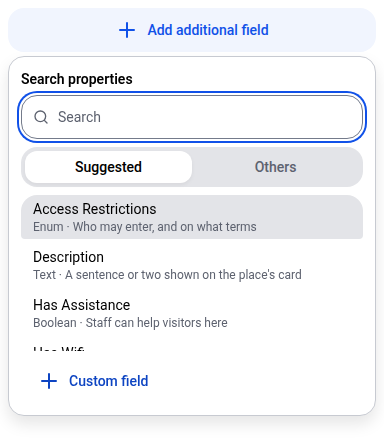 Add additional field
Search properties
Search
Suggested
Others
Access Restrictions
Enum · Who may enter, and on what terms
Description
Text · A sentence or two shown on the place's card
Has Assistance
Boolean · Staff can help visitors here
Has Wifi
Custom field